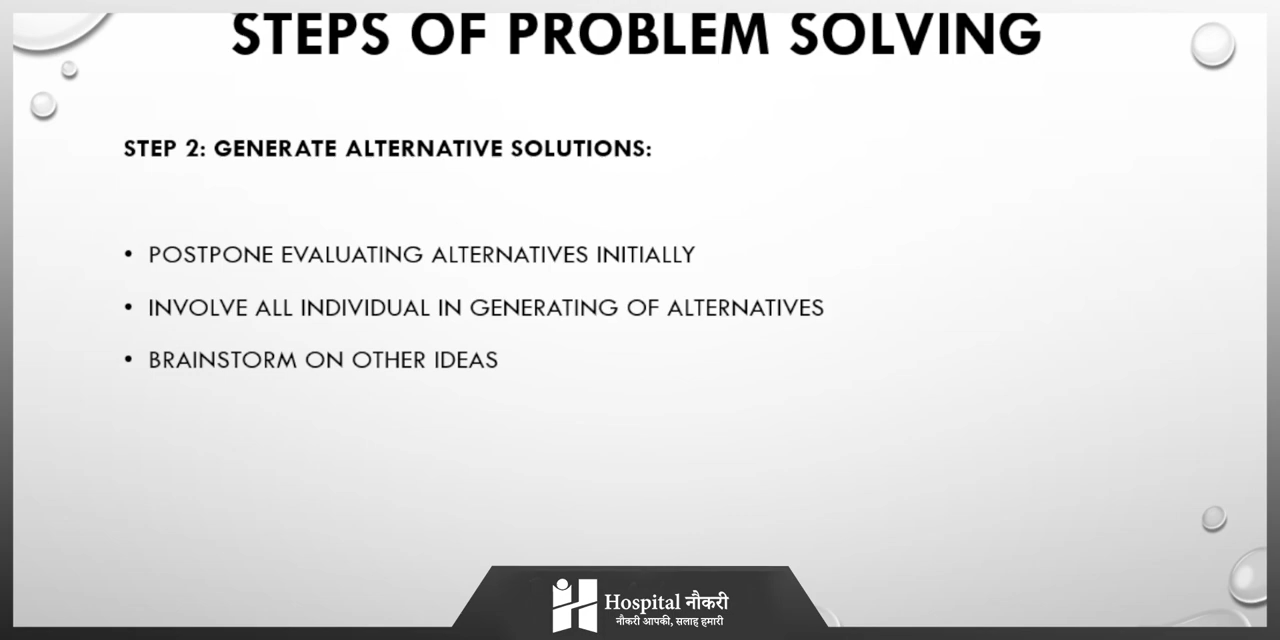 STEPS OF PROBLEM SOLVING
STEP 2: GENERATE ALTERNATIVE SOLUTIONS:
• POSTPONE EVALUATING ALTERNATIVES INITIALLY
• INVOLVE ALL INDIVIDUAL IN GENERATING OF ALTERNATIVES
• BRAINSTORM ON OTHER IDEAS
Hospital नौकरी
नौकरी आपकी, सलाह हमारी